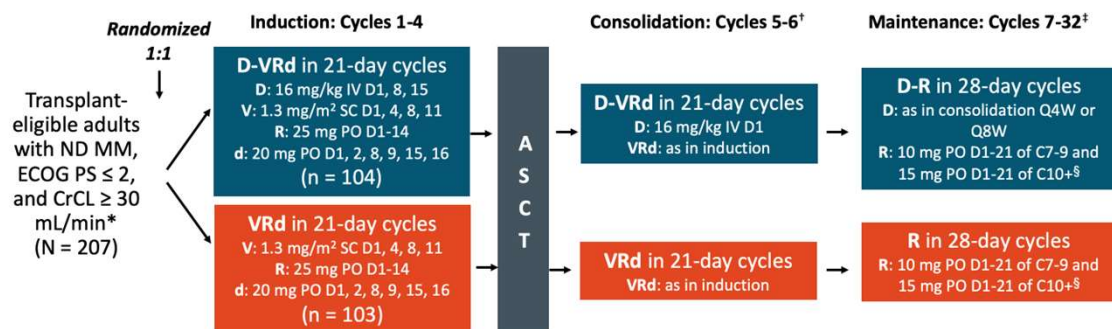 Induction: Cycles 1-4
Consolidation: Cycles 5-6†
Maintenance: Cycles 7-32‡
Randomized
1:1
Transplant-
eligible adults
with ND MM,
ECOG PS ≤ 2,
and CrCL ≥ 30
mL/min*
(N = 207)
D-VRd in 21-day cycles
D: 16 mg/kg IV D1, 8, 15
V: 1.3 mg/m² SC D1, 4, 8, 11
R: 25 mg PO D1-14
d: 20 mg PO D1, 2, 8, 9, 15, 16
(n = 104)
VRd in 21-day cycles
V: 1.3 mg/m² SC D1, 4, 8, 11
R: 25 mg PO D1-14
d: 20 mg PO D1, 2, 8, 9, 15, 16
(n = 103)
A
S
C
T
D-VRd in 21-day cycles
D: 16 mg/kg IV D1
VRd: as in induction
VRd in 21-day cycles
VRd: as in induction
D-R in 28-day cycles
D: as in consolidation Q4W or
Q8W
R: 10 mg PO D1-21 of C7-9 and
15 mg PO D1-21 of C10+§
R in 28-day cycles
R: 10 mg PO D1-21 of C7-9 and
15 mg PO D1-21 of C10+§